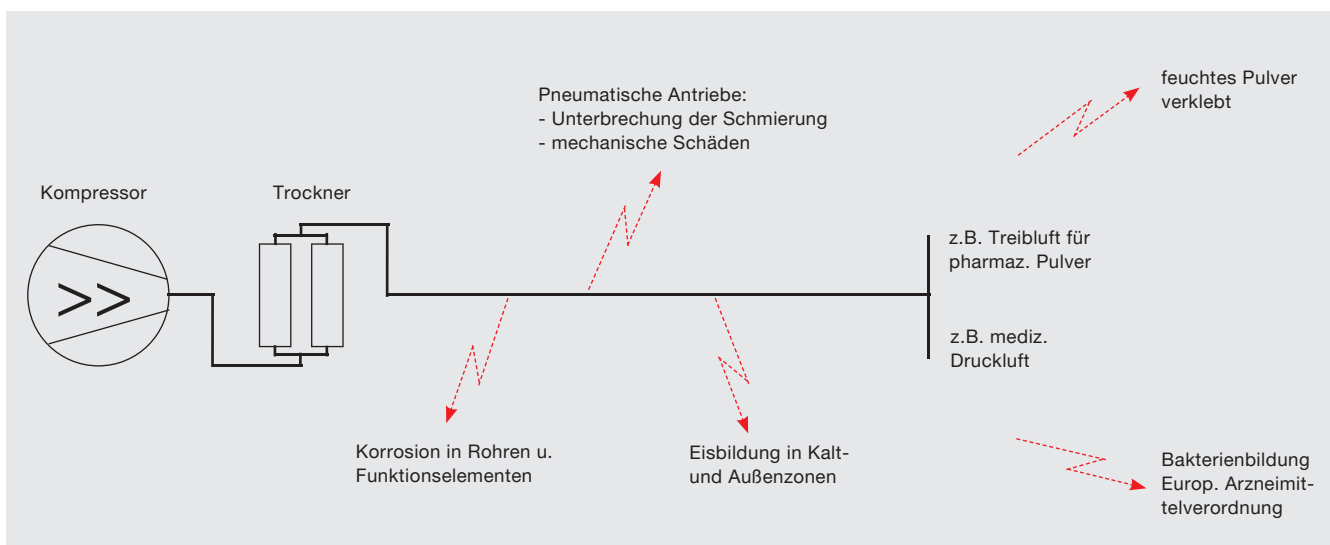 Kompressor
>>
Trockner
Pneumatische Antriebe:
- Unterbrechung der Schmierung
- mechanische Schäden
feuchtes Pulver
verklebt
z.B. Treibluft für
pharmaz. Pulver
z.B. mediz.
Druckluft
Korrosion in Rohren u.
Funktionselementen
Eisbildung in Kalt-
und Außenzonen
Bakterienbildung
Europ. Arzneimit-
telverordnung